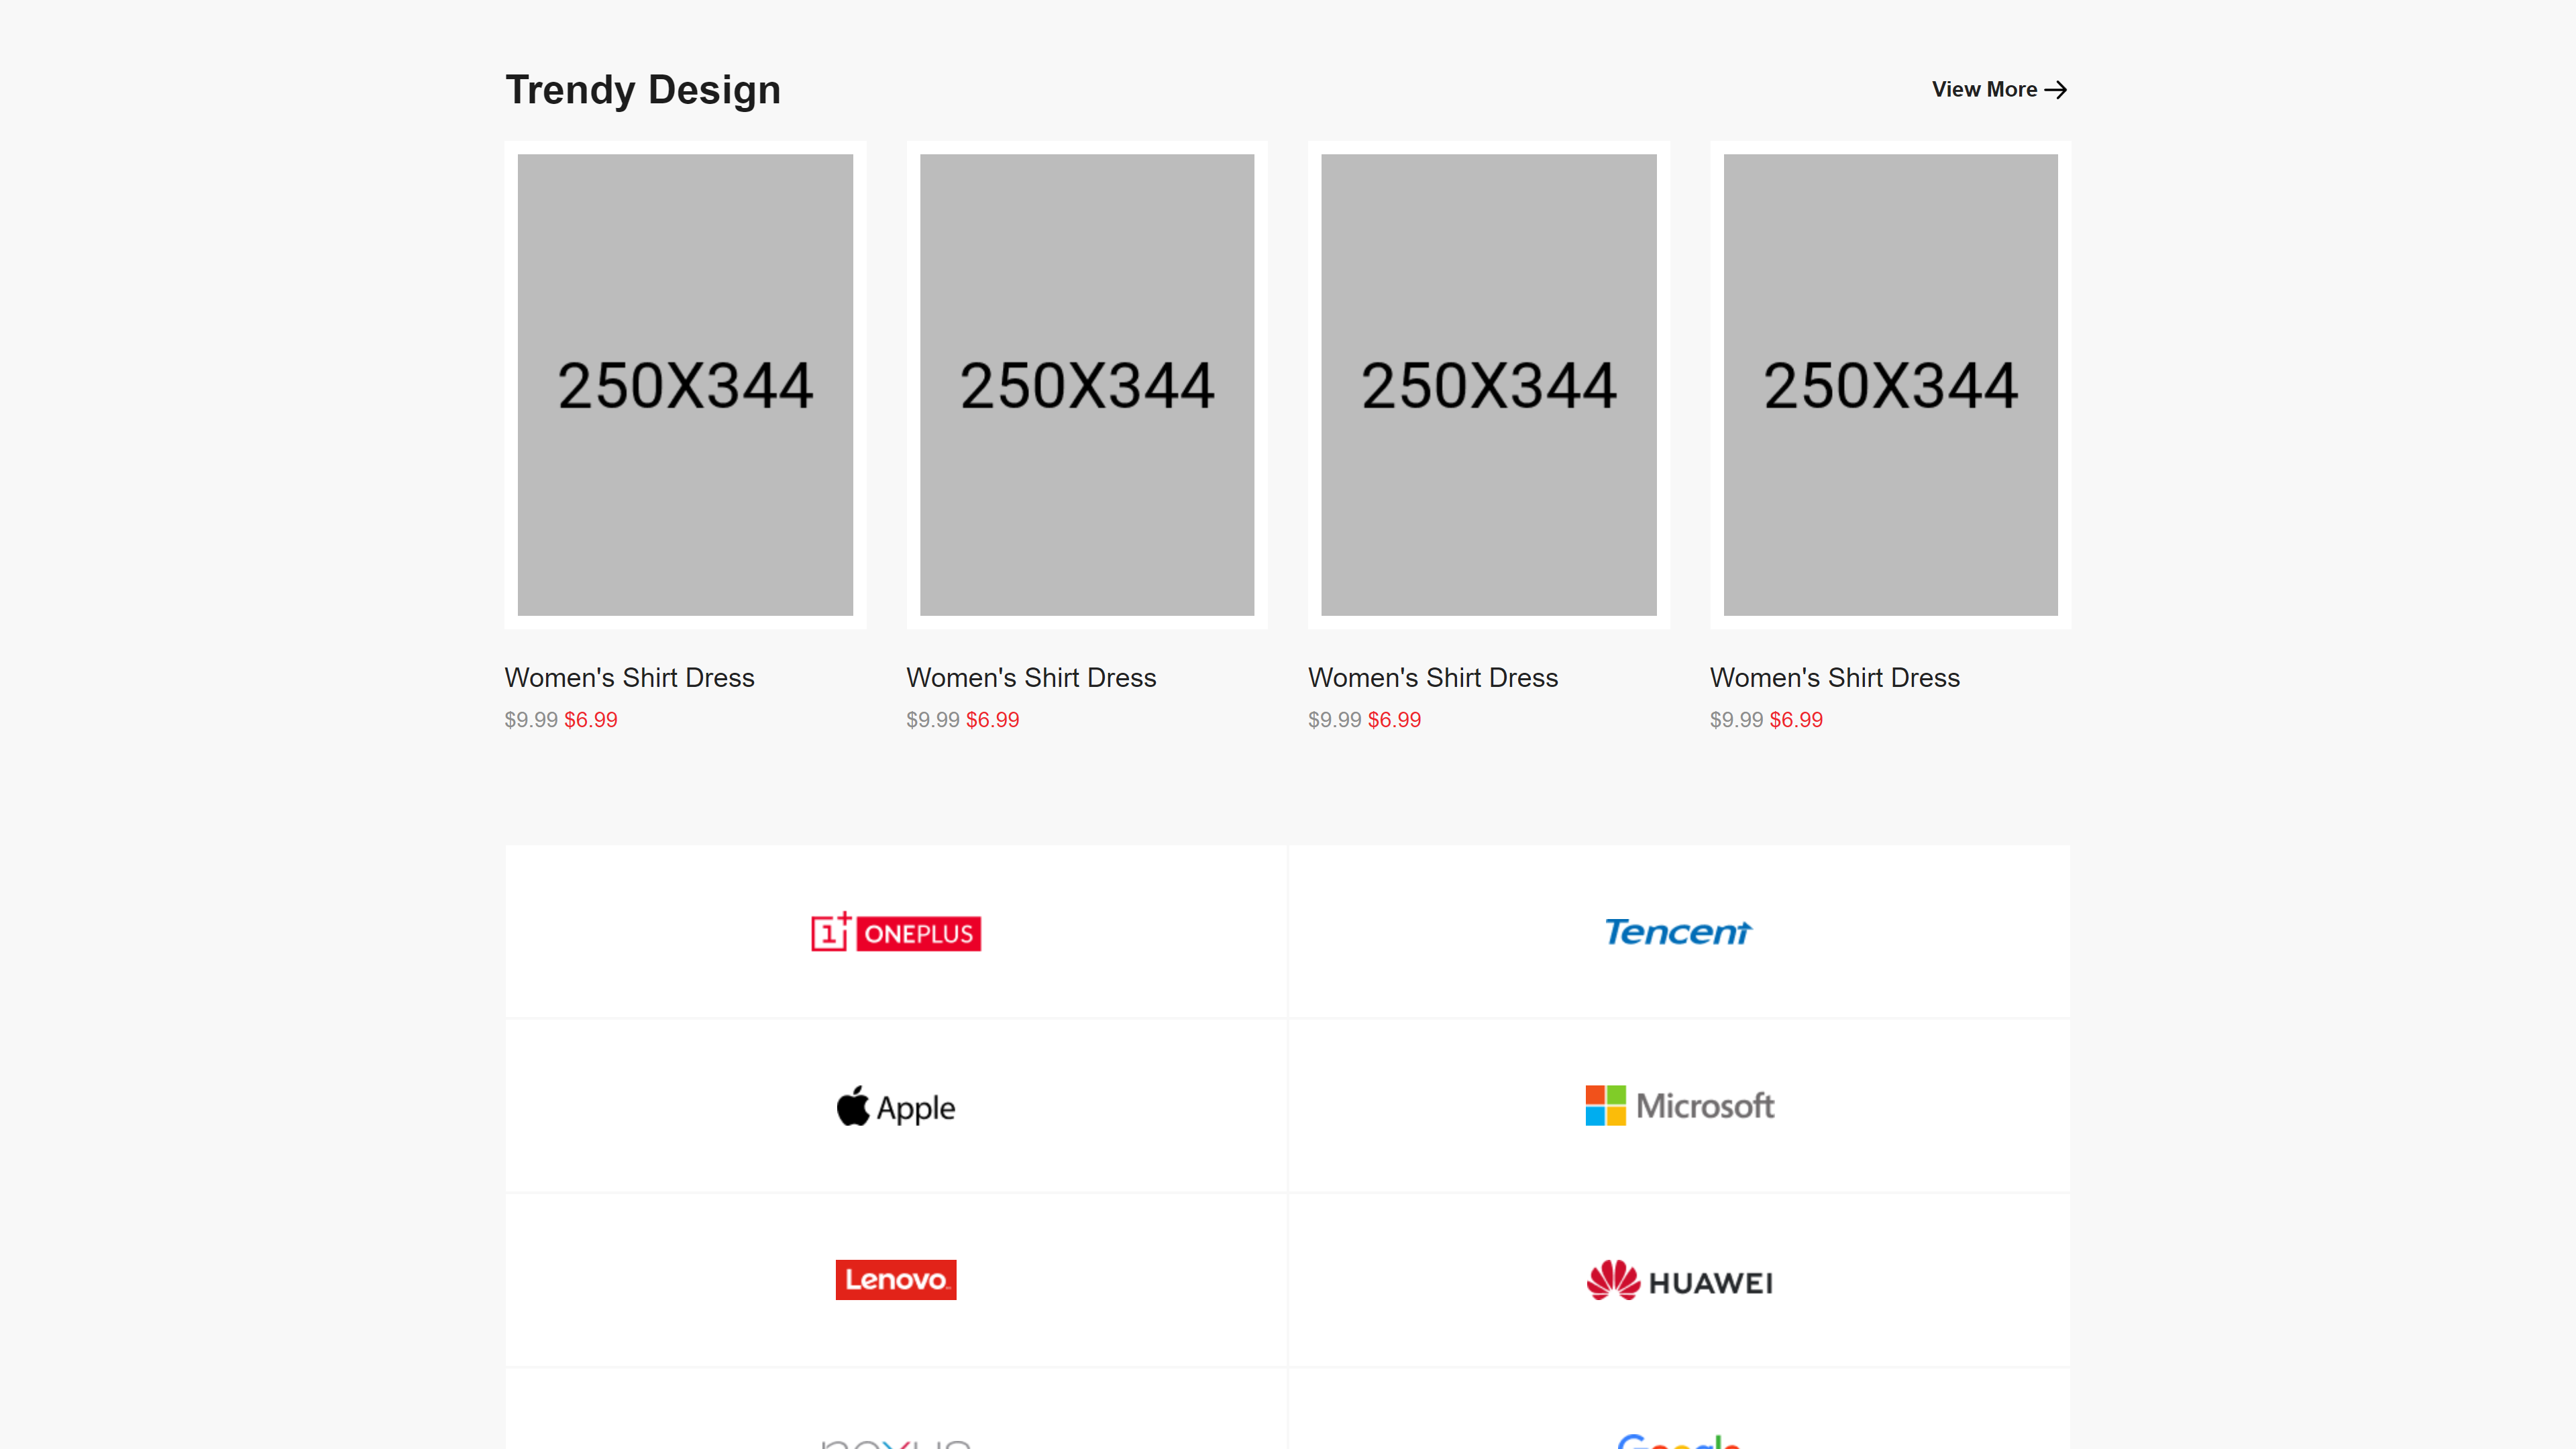 Trendy Design
View More
250X344 250X344 250X344 250X344
Women's Shirt Dress Women's Shirt Dress Women's Shirt Dress Women's Shirt Dress
$9.99 $6.99 $9.99 $6.99 $9.99 $6.99 $9.99 $6.99
1+ ONEPLUS Tencent
Apple Microsoft
Lenovo HUAWEI
nexus Google